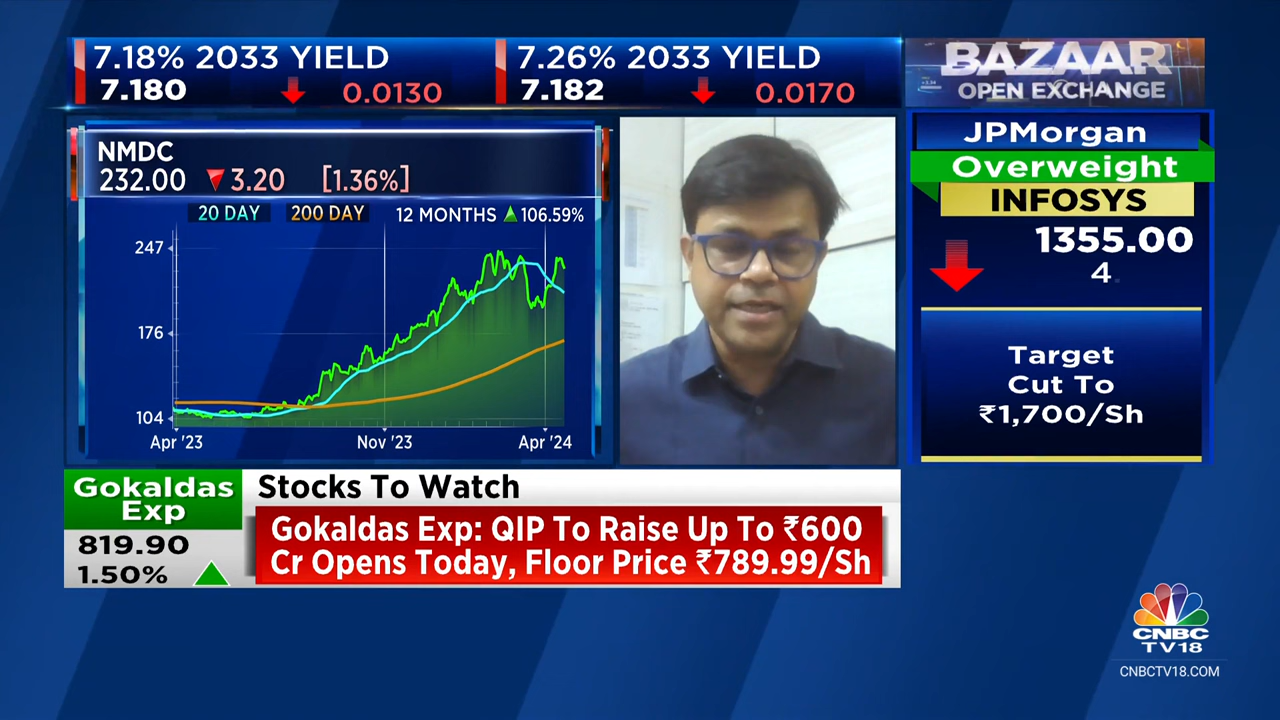 7.18% 2033 YIELD
7.180 0.0130
7.26% 2033 YIELD
7.182 0.0170
BAZAAR
OPEN EXCHANGE
NMDC
232.00 3.20 [1.36%]
20 DAY 200 DAY 12 MONTHS 106.59%
247
176
104
Apr '23 Nov '23 Apr '24
JPMorgan
Overweight
INFOSYS
1355.00
4
Target
Cut To
₹1,700/Sh
Gokaldas
Exp
819.90
1.50%
Stocks To Watch
Gokaldas Exp: QIP To Raise Up To ₹600
Cr Opens Today, Floor Price ₹789.99/Sh
CNBC
TV18
CNBCTV18.COM